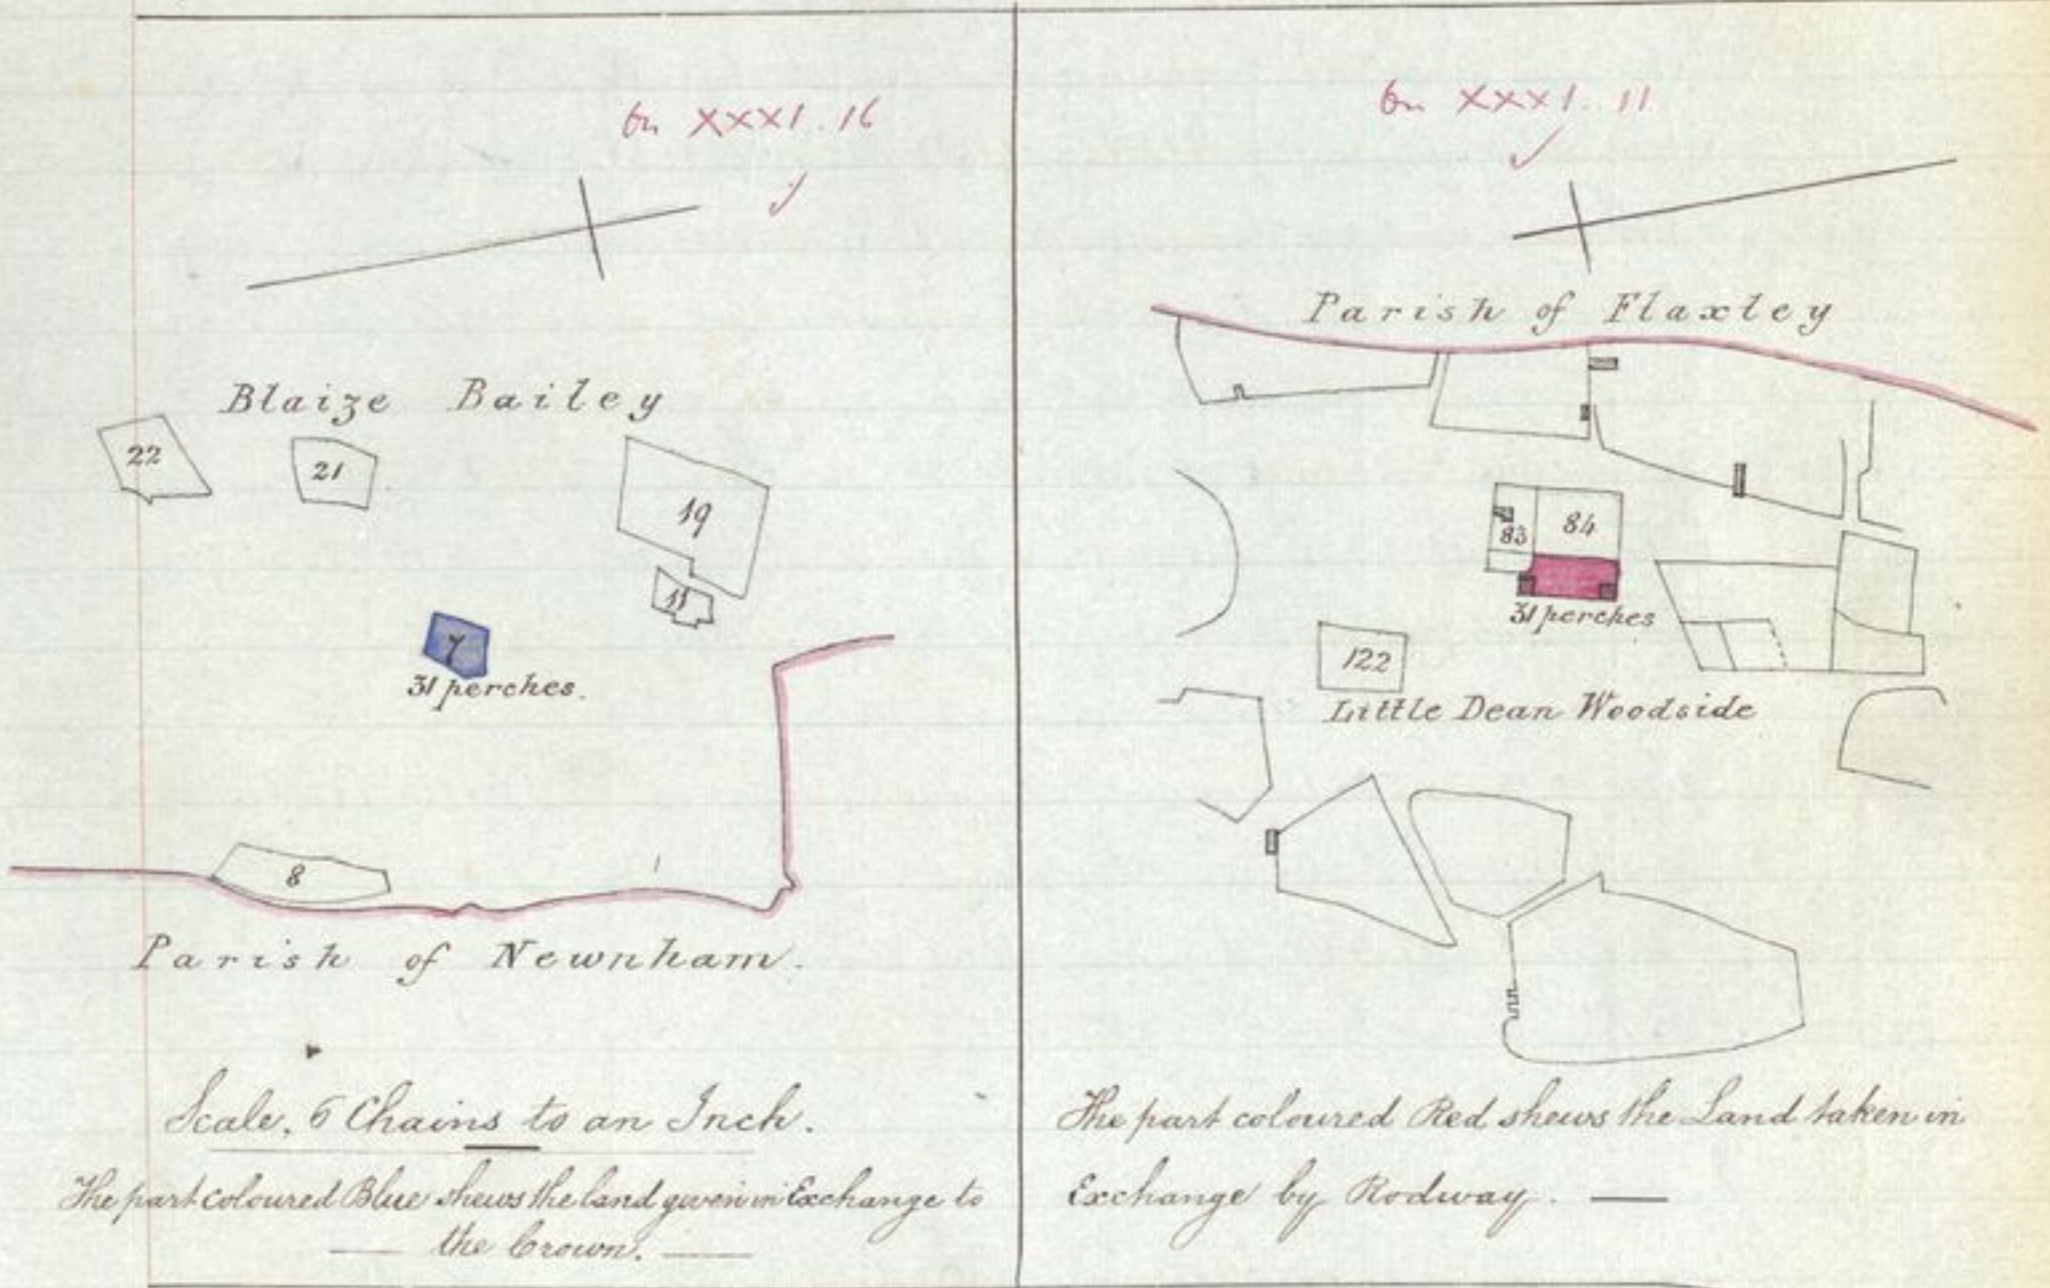 On XXXI. 16
Blaize Bailey
22
21
19
11
7
31 perches.
8
Parish of Newnham.
Scale. 6 Chains to an Inch.
The part coloured Blue shews the land given in Exchange to
the Crown.
On XXXI. 11
Parish of Flaxley
83
84
31 perches
122
Little Dean Woodside
The part coloured Red shews the Land taken in
Exchange by Rodway.